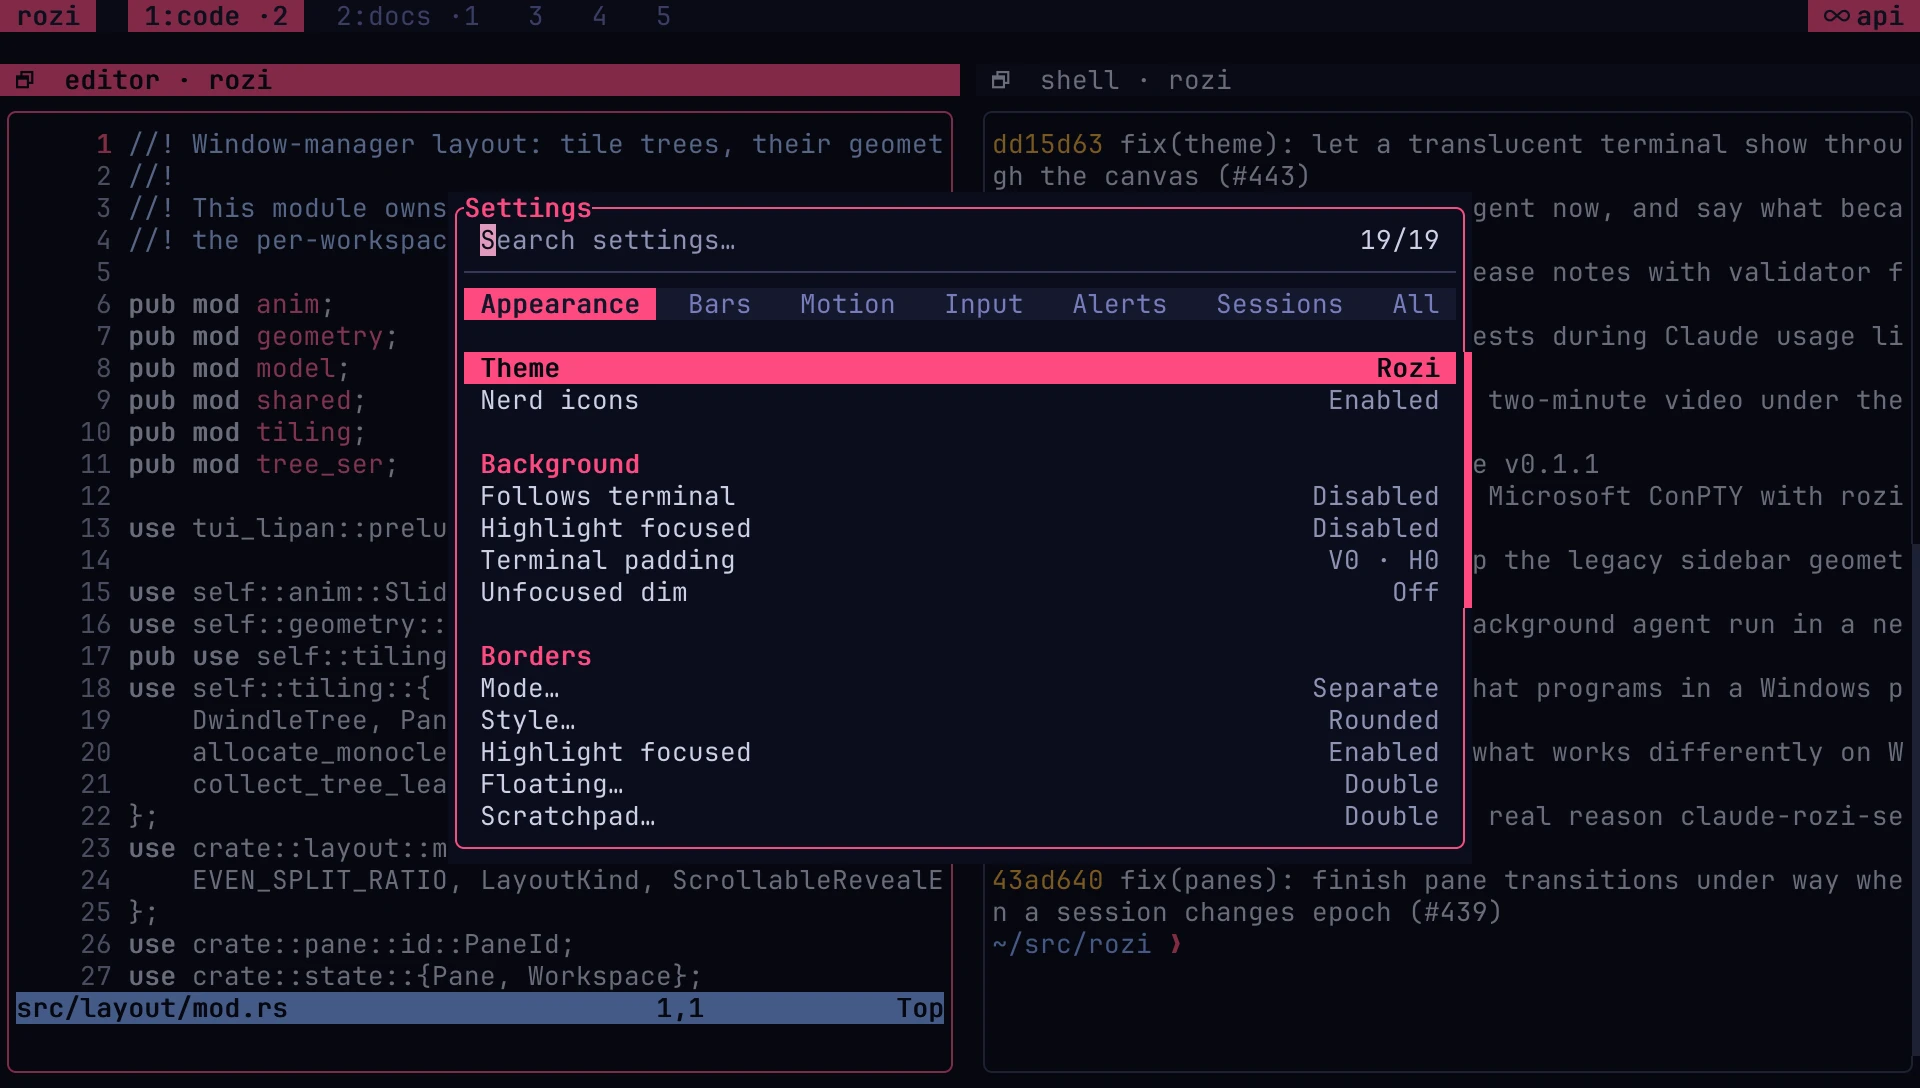 rozi 1:code ·2 2:docs ·1 3 4 5 ∞api
editor · rozi
1 //! Window-manager layout: tile trees, their geomet
2 //!
3 //! This module owns
4 //! the per-workspac
5
6 pub mod anim;
7 pub mod geometry;
8 pub mod model;
9 pub mod shared;
10 pub mod tiling;
11 pub mod tree_ser;
12
13 use tui_lipan::prelu
14
15 use self::anim::Slid
16 use self::geometry::
17 pub use self::tiling
18 use self::tiling::{
19 DwindleTree, Pan
20 allocate_monocle
21 collect_tree_lea
22 };
23 use crate::layout::m
24 EVEN_SPLIT_RATIO, LayoutKind, ScrollableRevealE
25 };
26 use crate::pane::id::PaneId;
27 use crate::state::{Pane, Workspace};
src/layout/mod.rs 1,1 Top
Settings
Search settings… 19/19
Appearance Bars Motion Input Alerts Sessions All
Theme Rozi
Nerd icons Enabled
Background
Follows terminal Disabled
Highlight focused Disabled
Terminal padding V0 · H0
Unfocused dim Off
Borders
Mode… Separate
Style… Rounded
Highlight focused Enabled
Floating… Double
Scratchpad… Double
shell · rozi
dd15d63 fix(theme): let a translucent terminal show throu
gh the canvas (#443)
gent now, and say what beca
ease notes with validator f
ests during Claude usage li
two-minute video under the
e v0.1.1
Microsoft ConPTY with rozi
p the legacy sidebar geomet
ackground agent run in a ne
hat programs in a Windows p
what works differently on W
real reason claude-rozi-se
43ad640 fix(panes): finish pane transitions under way whe
n a session changes epoch (#439)
~/src/rozi ❯